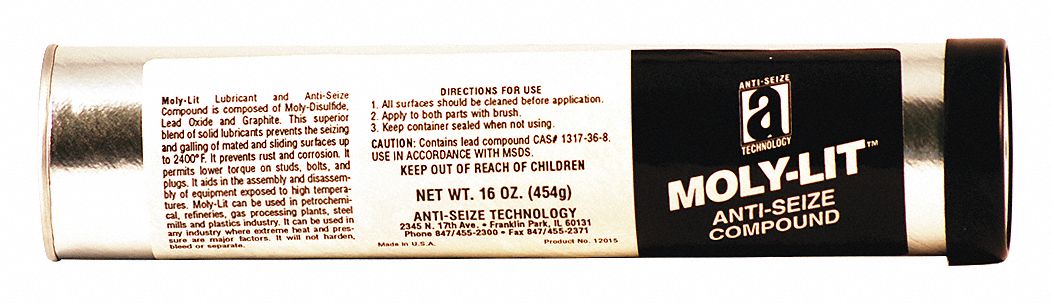 Moly-Lit Lubricant and Anti-Seize
Compound is composed of Moly-Disulfide,
Lead Oxide and Graphite. This superior
blend of solid lubricants prevents the seizing
and galling of mated and sliding surfaces up
to 2400°F. It prevents rust and corrosion. It
permits lower torque on studs, bolts, and
plugs. It aids in the assembly and disassem-
bly of equipment exposed to high tempera-
tures. Moly-Lit can be used in petrochemi-
cal, refineries, gas processing plants, steel
mills and plastics industry. It can be used in
any industry where extreme heat and pres-
sure are major factors. It will not harden,
bleed or separate.
DIRECTIONS FOR USE
1. All surfaces should be cleaned before application.
2. Apply to both parts with brush.
3. Keep container sealed when not using.
CAUTION: Contains lead compound CAS# 1317-36-8.
USE IN ACCORDANCE WITH MSDS.
KEEP OUT OF REACH OF CHILDREN
NET WT. 16 OZ. (454g)
ANTI-SEIZE TECHNOLOGY
2345 N. 17th Ave. • Franklin Park, IL 60131
Phone 847/455-2300 • Fax 847/455-2371
Made in U.S.A. Product No. 12015
ANTI-SEIZE
a
TECHNOLOGY
MOLY-LIT™
ANTI-SEIZE
COMPOUND